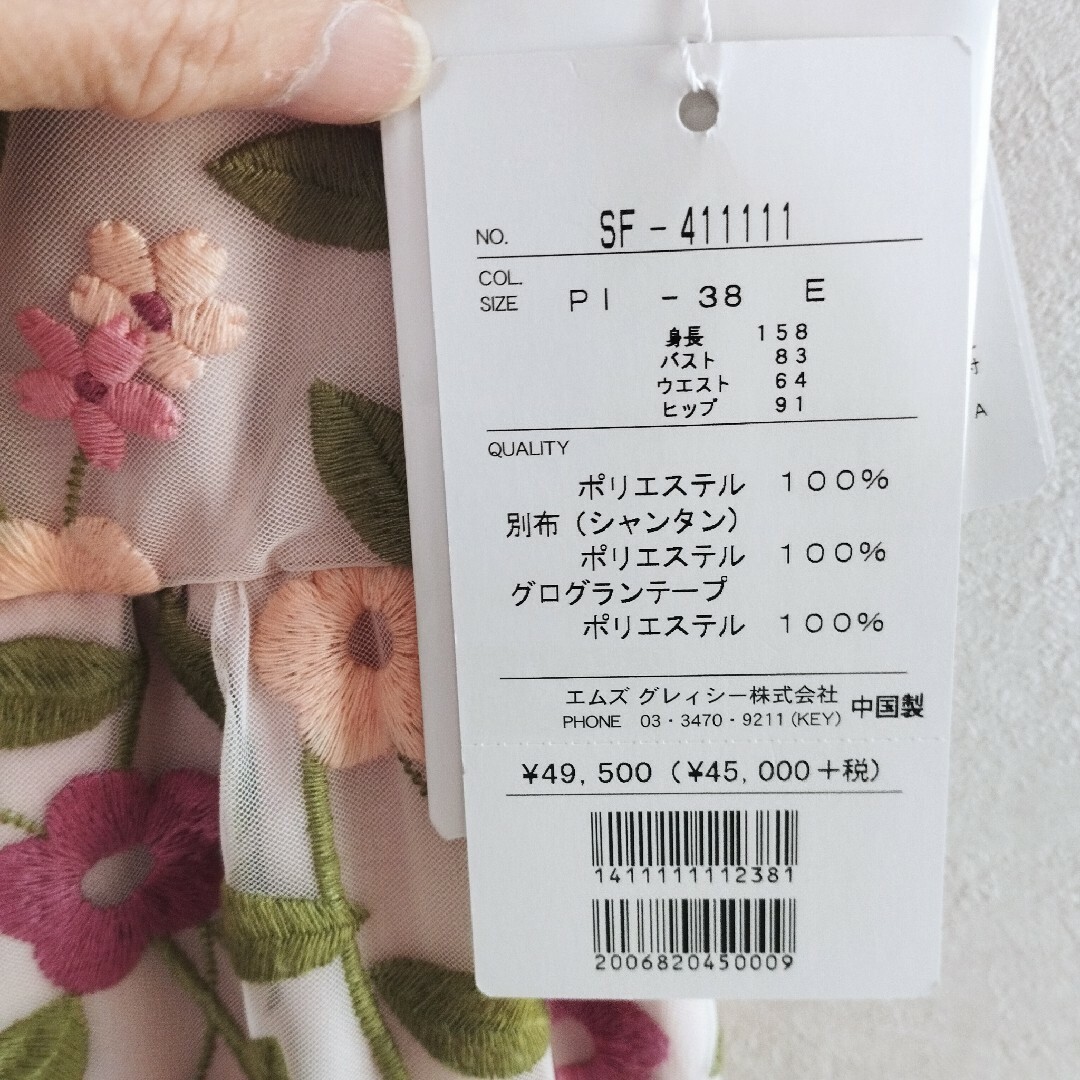 NO. SF-411111
COL.
SIZE PI -38 E
身長 158
バスト 83
ウエスト 64
ヒップ 91
QUALITY
ポリエステル 100%
別布(シャンタン)
ポリエステル 100%
グログランテープ
ポリエステル 100%
エムズ グレィシー株式会社
PHONE 03・3470・9211(KEY) 中国製
¥49,500(¥45,000+税)
1411111112381
2006820450009
A